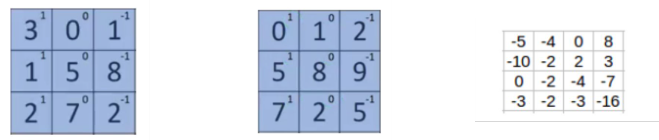 3 1 0 0 1 -1
1 1 5 0 8 -1
2 1 7 0 2 -1
0 1 1 0 2 -1
5 1 8 0 9 -1
7 1 2 0 5 -1
-5 -4 0 8
-10 -2 2 3
0 -2 -4 -7
-3 -2 -3 -16